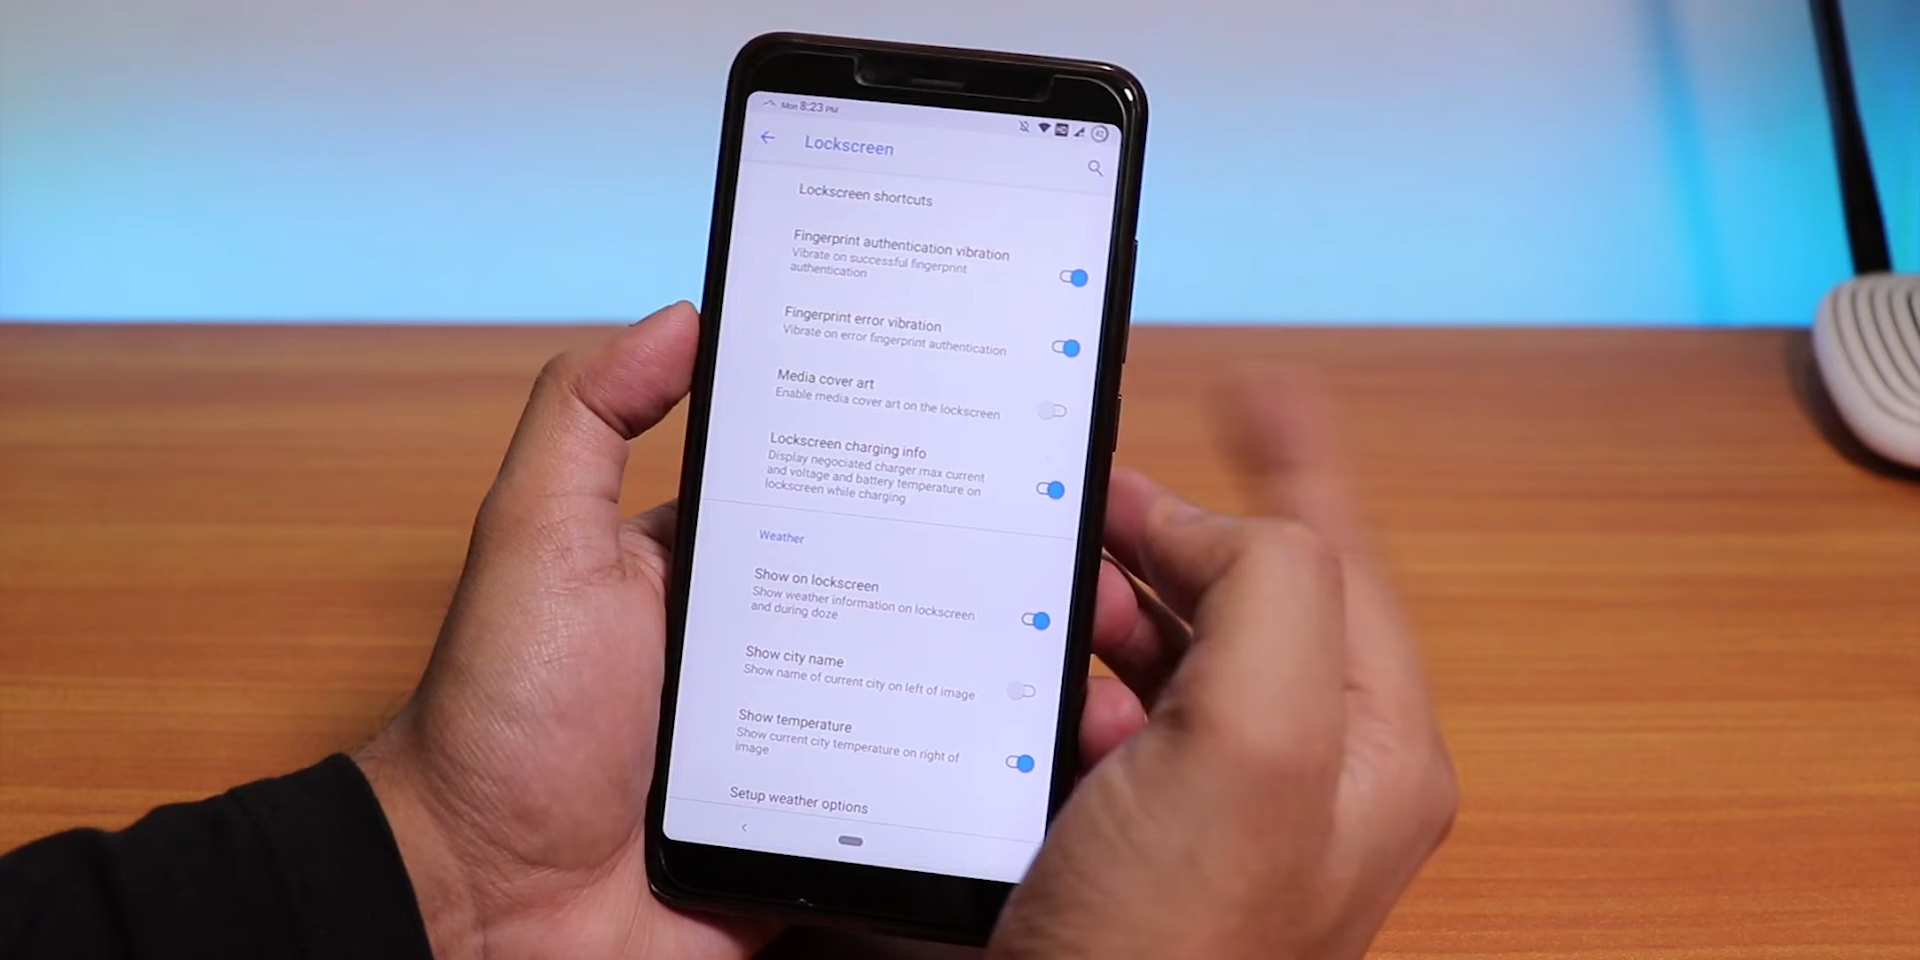 Mon 8:23 PM
42
Lockscreen
Lockscreen shortcuts
Fingerprint authentication vibration
Vibrate on successful fingerprint
authentication
Fingerprint error vibration
Vibrate on error fingerprint authentication
Media cover art
Enable media cover art on the lockscreen
Lockscreen charging info
Display negociated charger max current
and voltage and battery temperature on
lockscreen while charging
Weather
Show on lockscreen
Show weather information on lockscreen
and during doze
Show city name
Show name of current city on left of image
Show temperature
Show current city temperature on right of
image
Setup weather options